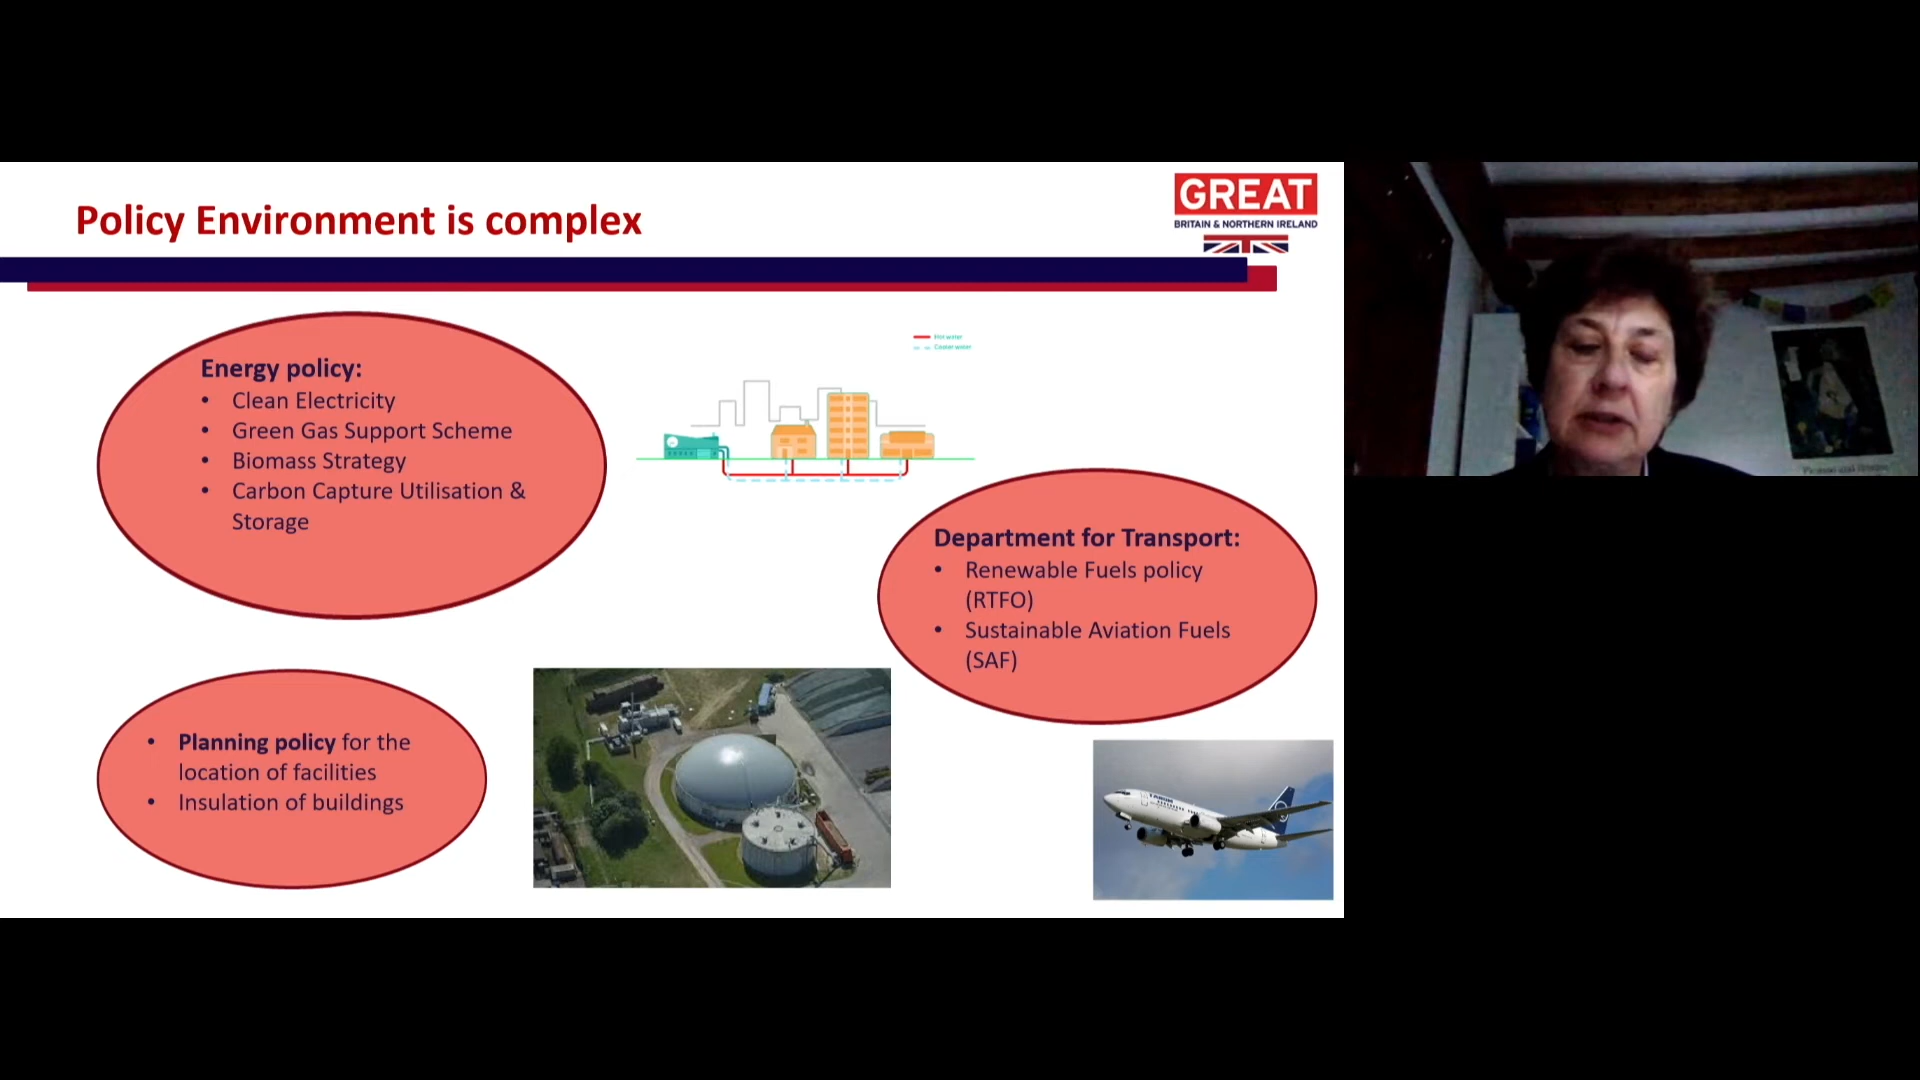 Policy Environment is complex
GREAT
BRITAIN & NORTHERN IRELAND
Energy policy:
• Clean Electricity
• Green Gas Support Scheme
• Biomass Strategy
• Carbon Capture Utilisation &
Storage
Hot water
Cooler water
Department for Transport:
• Renewable Fuels policy
(RTFO)
• Sustainable Aviation Fuels
(SAF)
• Planning policy for the
location of facilities
• Insulation of buildings
TAROM